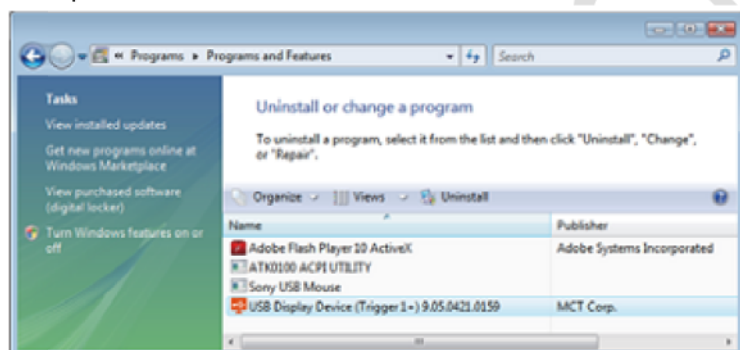 « Programs ▸ Programs and Features
Search
Tasks
View installed updates
Get new programs online at
Windows Marketplace
View purchased software
(digital locker)
Turn Windows features on or
off
Uninstall or change a program
To uninstall a program, select it from the list and then click "Uninstall", "Change",
or "Repair".
Organize Views Uninstall
Name Publisher
Adobe Flash Player 10 ActiveX Adobe Systems Incorporated
ATK0100 ACPI UTILITY
Sony USB Mouse
USB Display Device (Trigger 1+) 9.05.0421.0159 MCT Corp.